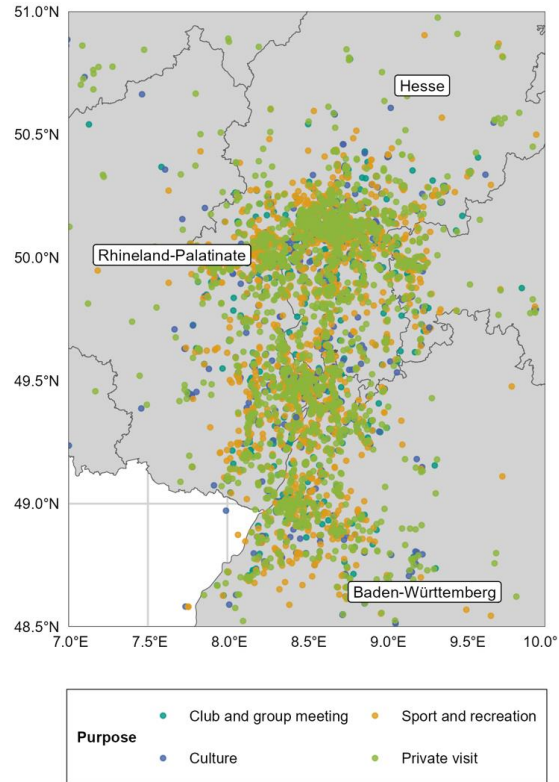 51.0°N
Hesse
50.5°N
Rhineland-Palatinate
50.0°N
49.5°N
49.0°N
Baden-Württemberg
48.5°N
7.0°E 7.5°E 8.0°E 8.5°E 9.0°E 9.5°E 10.0°
Purpose
Club and group meeting Sport and recreation
Culture Private visit